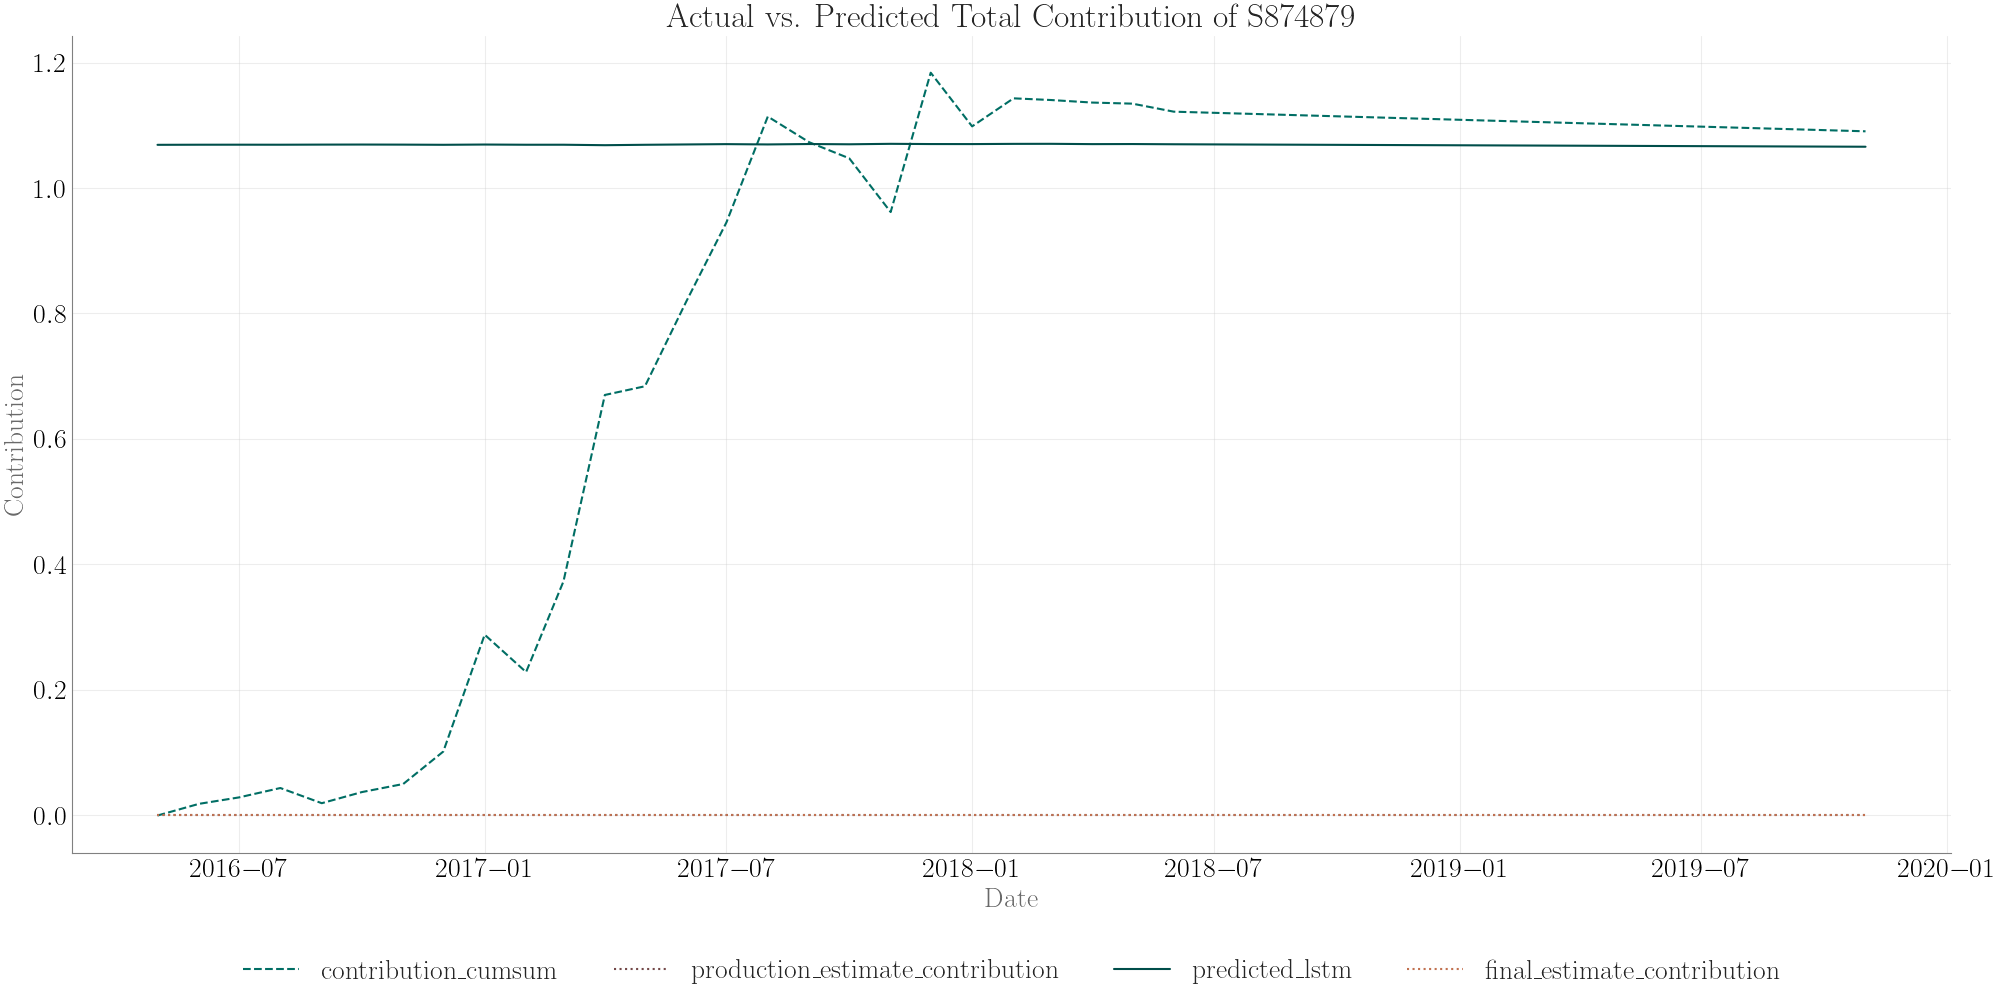 Actual vs. Predicted Total Contribution of S874879
1.2
1.0
0.8
0.6
0.4
0.2
0.0
Contribution
2016−07 2017−01 2017−07 2018−01 2018−07 2019−01 2019−07 2020−01
Date
contribution_cumsum production_estimate_contribution predicted_lstm final_estimate_contribution